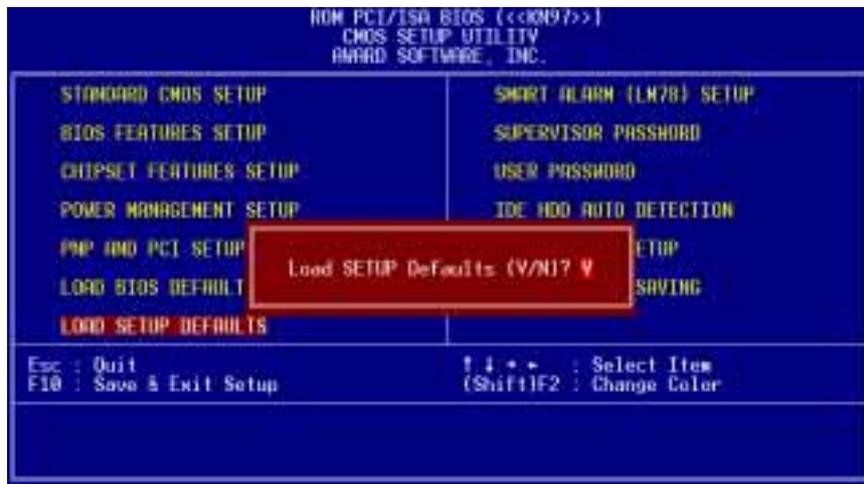 ROM PCI/ISA BIOS (<<KN97>>)
CMOS SETUP UTILITY
AWARD SOFTWARE, INC.
STANDARD CMOS SETUP
BIOS FEATURES SETUP
CHIPSET FEATURES SETUP
POWER MANAGEMENT SETUP
PNP AND PCI SETUP
LOAD BIOS DEFAULT
LOAD SETUP DEFAULTS
SMART ALARM (LM78) SETUP
SUPERVISOR PASSWORD
USER PASSWORD
IDE HDD AUTO DETECTION
ETUP
SAVING
Load SETUP Defaults (Y/N)? Y
Esc : Quit
F10 : Save & Exit Setup
↑ ↓ → ← : Select Item
(Shift)F2 : Change Color